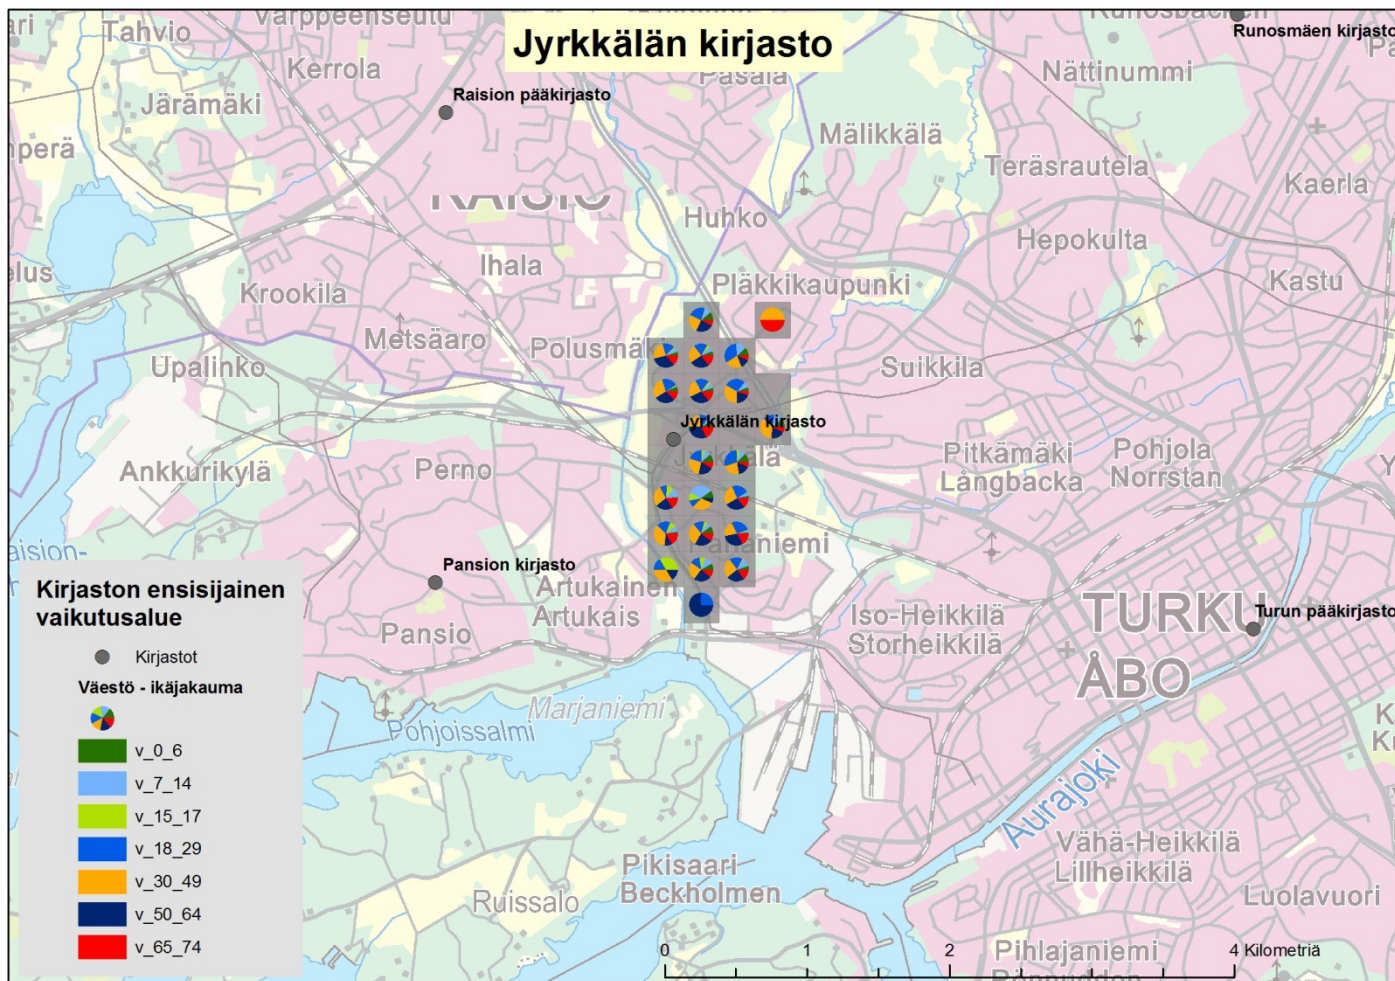 Jyrkkälän kirjasto
Tahvio
Kerrola
Järämäki
Raision pääkirjasto
Runosmäen kirjasto
Nättinummi
Mälikkälä
Teräsrautela
Kaerla
Huhko
Hepokulta
Ihala
Pläkkikaupunki
Kastu
Krookila
Metsäaro
Upalinko
Suikkila
Jyrkkälän kirjasto
Perno
Ankkurikylä
Pitkämäki
Långbacka
Pohjola
Norrstan
Pansion kirjasto
Artukainen
Artukais
Pansio
Iso-Heikkilä
Storheikkilä
TURKU
ÅBO
Turun pääkirjasto
Marjaniemi
Pohjoissalmi
Aurajoki
Vähä-Heikkilä
Lillheikkilä
Luolavuori
Pikisaari
Beckholmen
Ruissalo
Pihlajaniemi
Kirjaston ensisijainen
vaikutusalue
Kirjastot
Väestö - ikäjakauma
v_0_6
v_7_14
v_15_17
v_18_29
v_30_49
v_50_64
v_65_74
0 2 4 Kilometriä